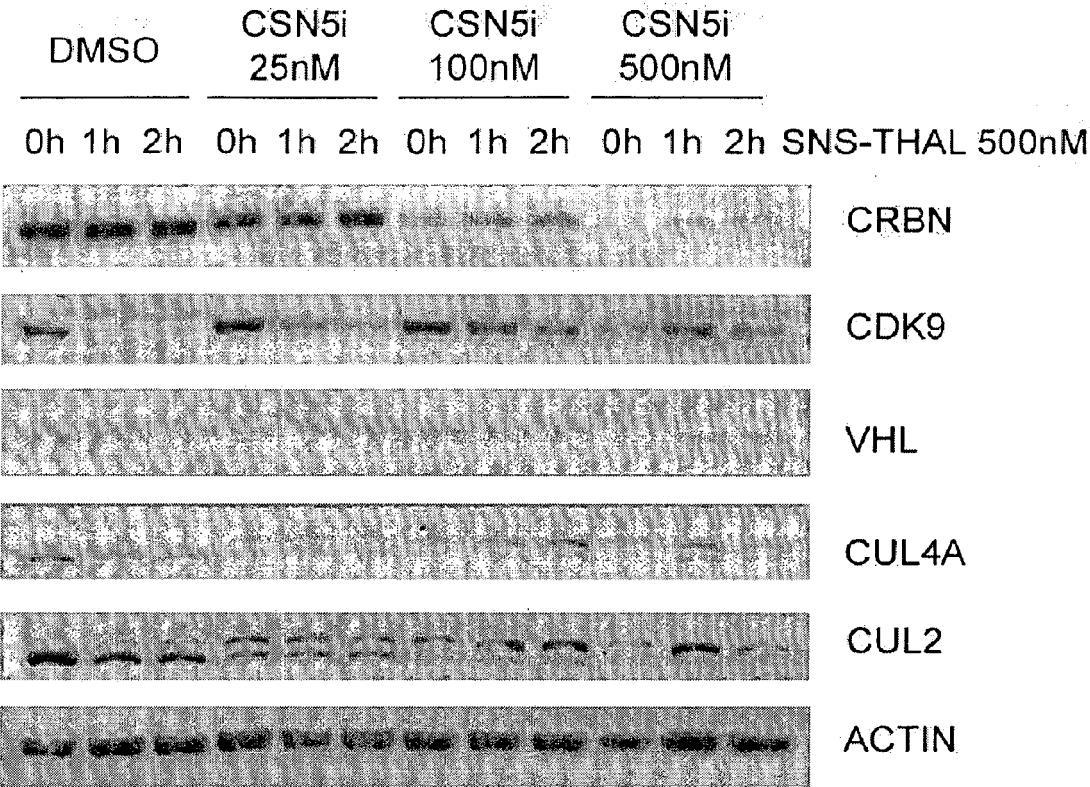 DMSO
CSN5i
25nM
CSN5i
100nM
CSN5i
500nM
0h 1h 2h 0h 1h 2h 0h 1h 2h 0h 1h 2h SNS-THAL 500nM
CRBN
CDK9
VHL
CUL4A
CUL2
ACTIN